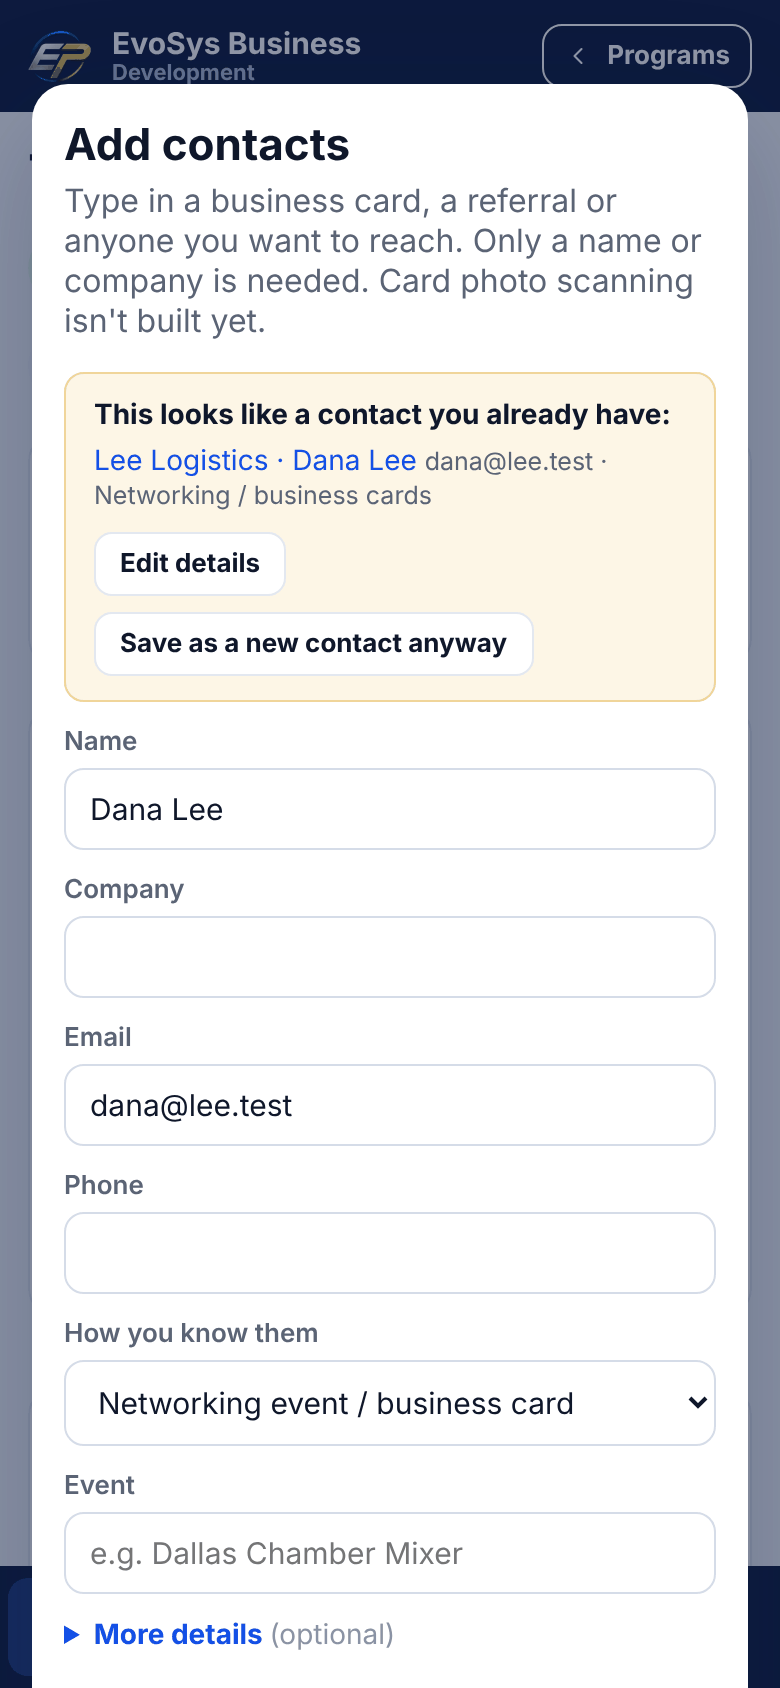 EP
EvoSys Business
Development
Programs
Add contacts
Type in a business card, a referral or
anyone you want to reach. Only a name or
company is needed. Card photo scanning
isn't built yet.
This looks like a contact you already have:
Lee Logistics · Dana Lee dana@lee.test ·
Networking / business cards
Edit details
Save as a new contact anyway
Name
Dana Lee
Company
Email
dana@lee.test
Phone
How you know them
Networking event / business card
Event
e.g. Dallas Chamber Mixer
More details (optional)